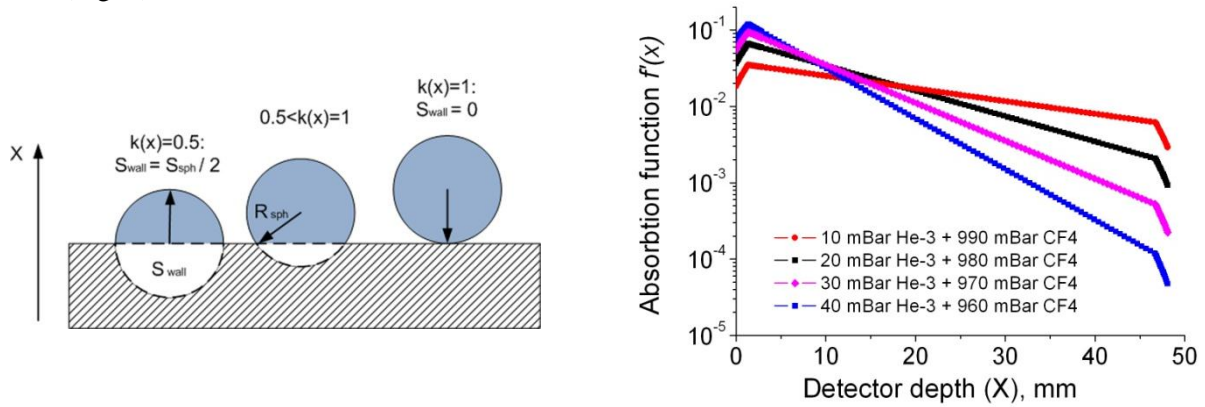 X
k(x)=0.5:
Swall = Ssph / 2
0.5<k(x)=1
k(x)=1:
Swall = 0
R sph
S wall
Absorbtion function f'(x)
10-1
10-2
10-3
10-4
10-5
10 mBar He-3 + 990 mBar CF4
20 mBar He-3 + 980 mBar CF4
30 mBar He-3 + 970 mBar CF4
40 mBar He-3 + 960 mBar CF4
0 10 20 30 40 50
Detector depth (X), mm